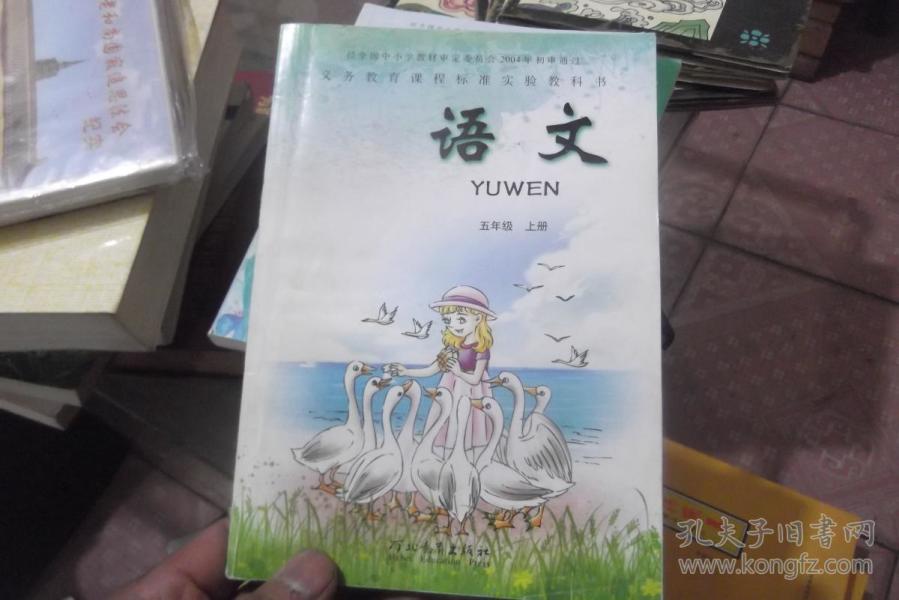 经全国中小学教材审定委员会2004年初审通过
义务教育课程标准实验教科书
语文
YUWEN
五年级 上册
河北教育出版社
Hebei Education Press
孔夫子旧书网
www.kongfz.com